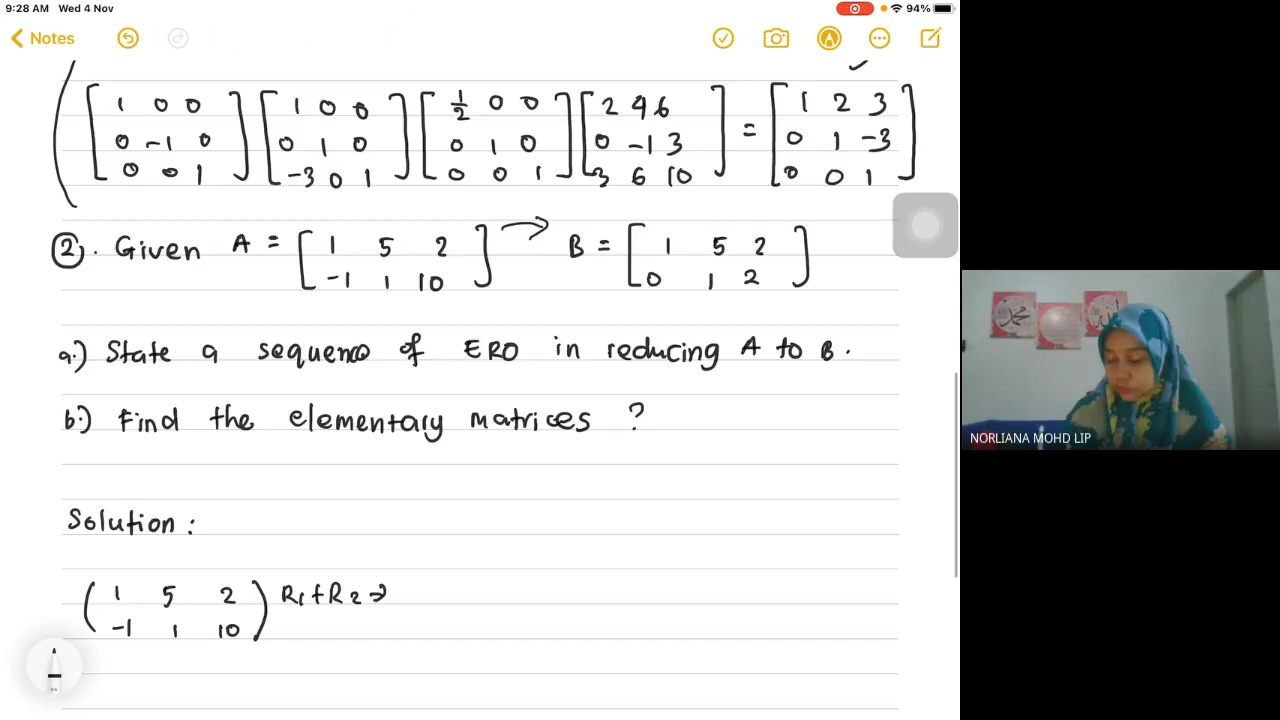 9:28 AM Wed 4 Nov
94%
Notes
[1 0 0 [1 0 0 [1/2 0 0 [2 4 6 [1 2 3
0 -1 0 0 1 0 0 1 0 0 -1 3 = 0 1 -3
0 0 1] -3 0 1] 0 0 1] 3 6 10] 0 0 1]
②. Given A = [1 5 2 → B = [1 5 2
-1 1 10] 0 1 2]
a.) State a sequence of ERO in reducing A to B.
b.) Find the elementary matrices ?
Solution :
(1 5 2) R1+R2→
-1 1 10
NORLIANA MOHD LIP